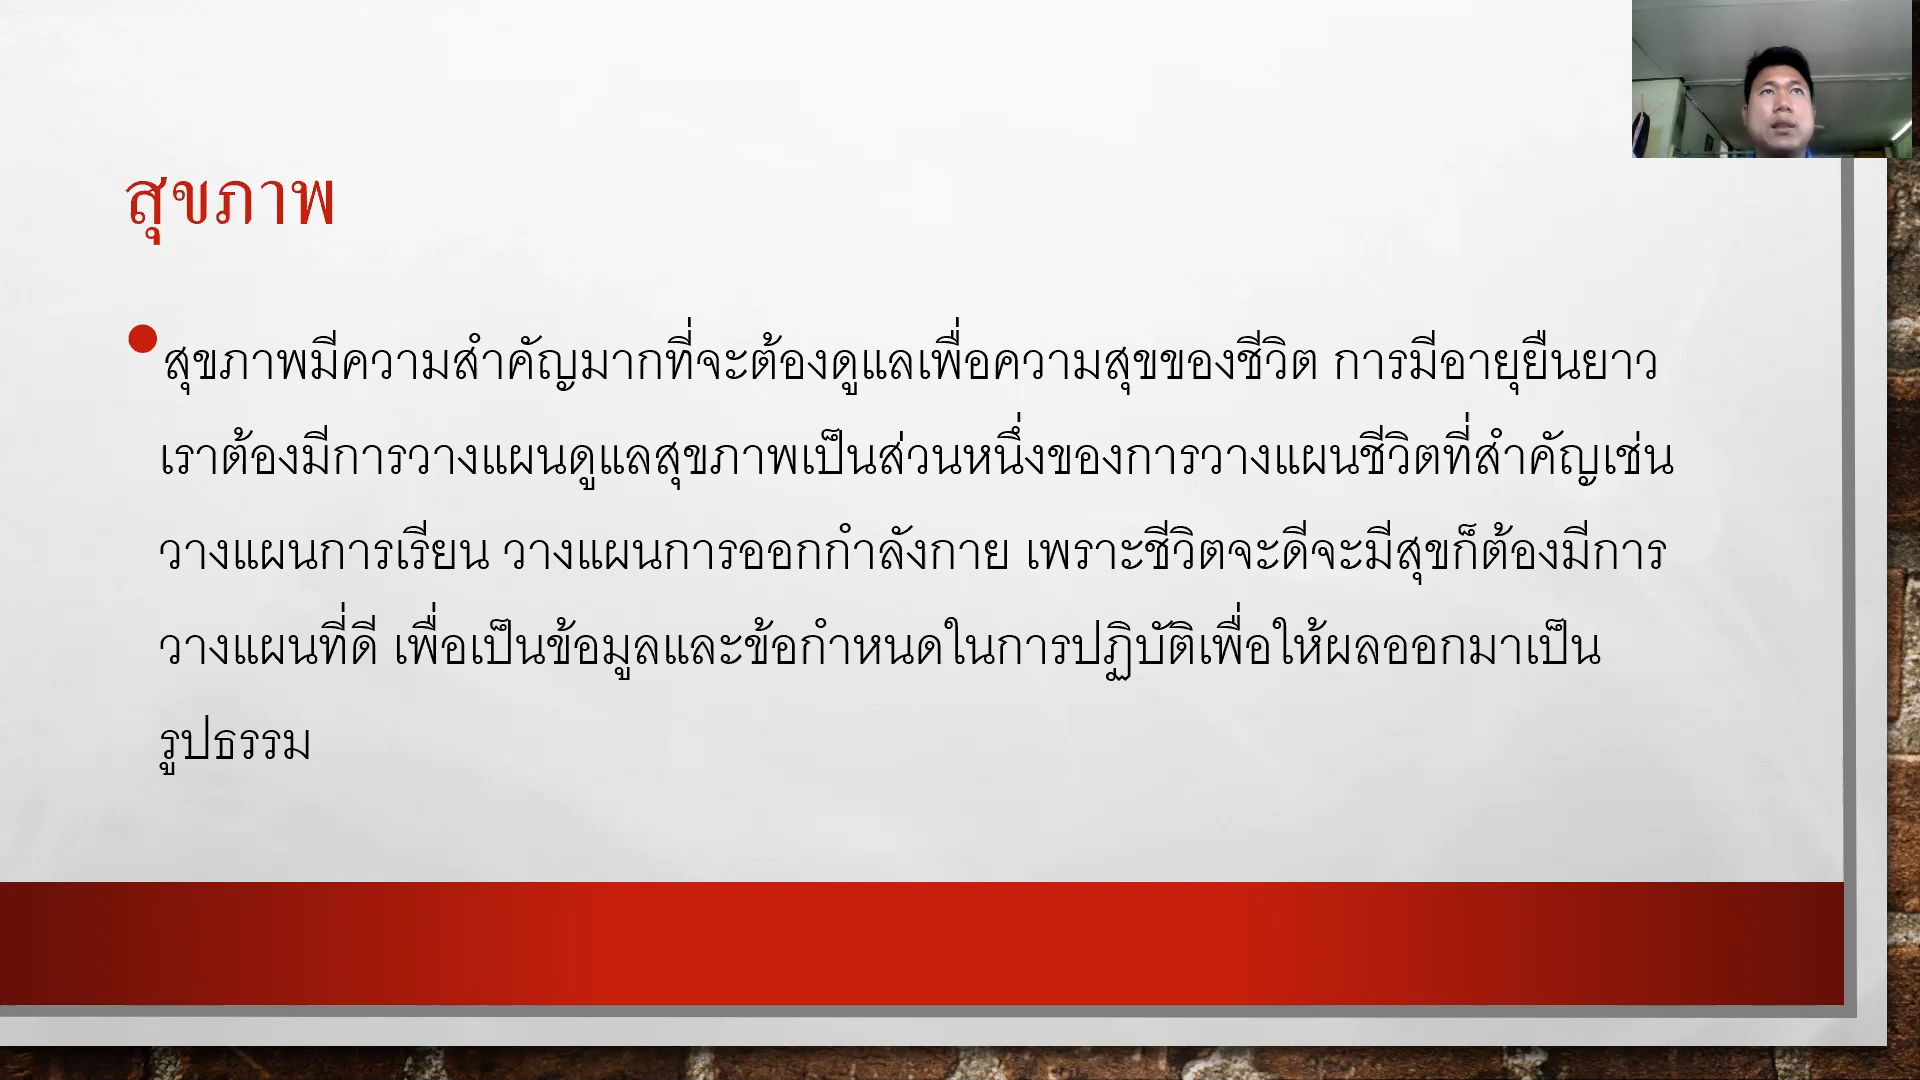 สุขภาพ
สุขภาพมีความสำคัญมากที่จะต้องดูแลเพื่อความสุขของชีวิต การมีอายุยืนยาว
เราต้องมีการวางแผนดูแลสุขภาพเป็นส่วนหนึ่งของการวางแผนชีวิตที่สำคัญเช่น
วางแผนการเรียน วางแผนการออกกำลังกาย เพราะชีวิตจะดีจะมีสุขก็ต้องมีการ
วางแผนที่ดี เพื่อเป็นข้อมูลและข้อกำหนดในการปฏิบัติเพื่อให้ผลออกมาเป็น
รูปธรรม